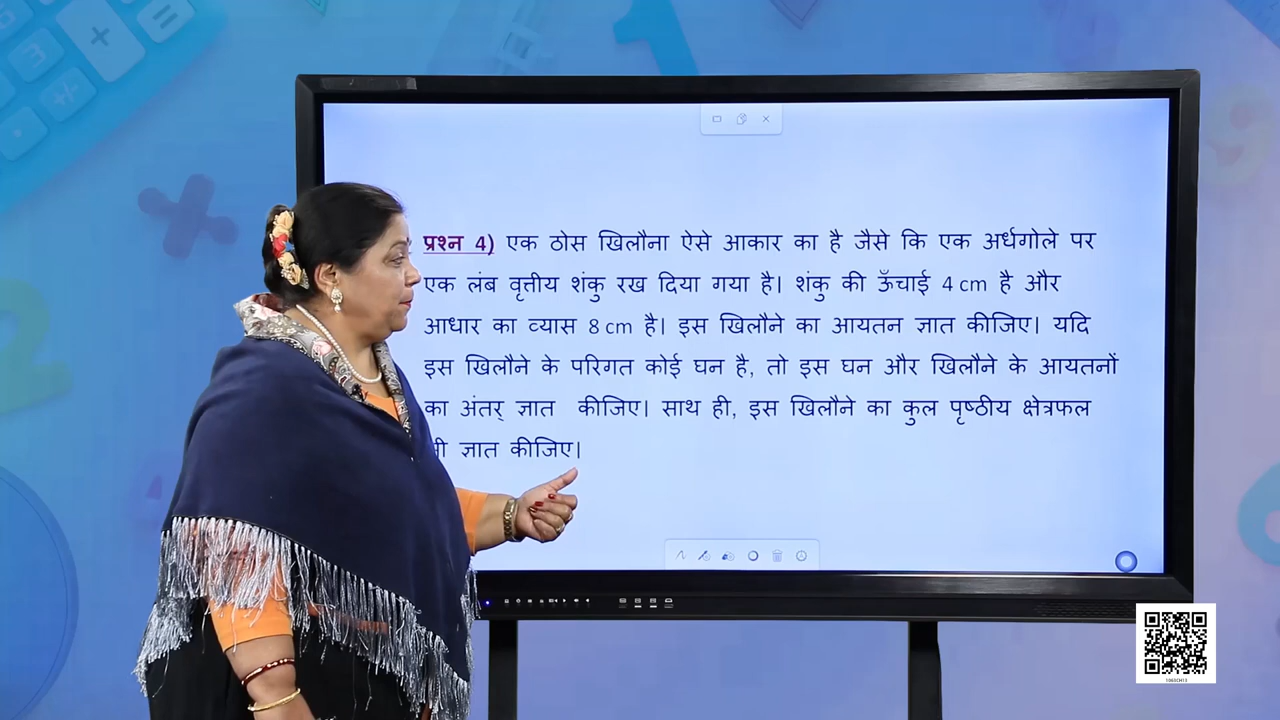 प्रश्न 4) एक ठोस खिलौना ऐसे आकार का है जैसे कि एक अर्धगोले पर
एक लंब वृत्तीय शंकु रख दिया गया है। शंकु की ऊँचाई 4 cm है और
आधार का व्यास 8 cm है। इस खिलौने का आयतन ज्ञात कीजिए। यदि
इस खिलौने के परिगत कोई घन है, तो इस घन और खिलौने के आयतनों
का अंतर् ज्ञात कीजिए। साथ ही, इस खिलौने का कुल पृष्ठीय क्षेत्रफल
ज्ञात कीजिए।